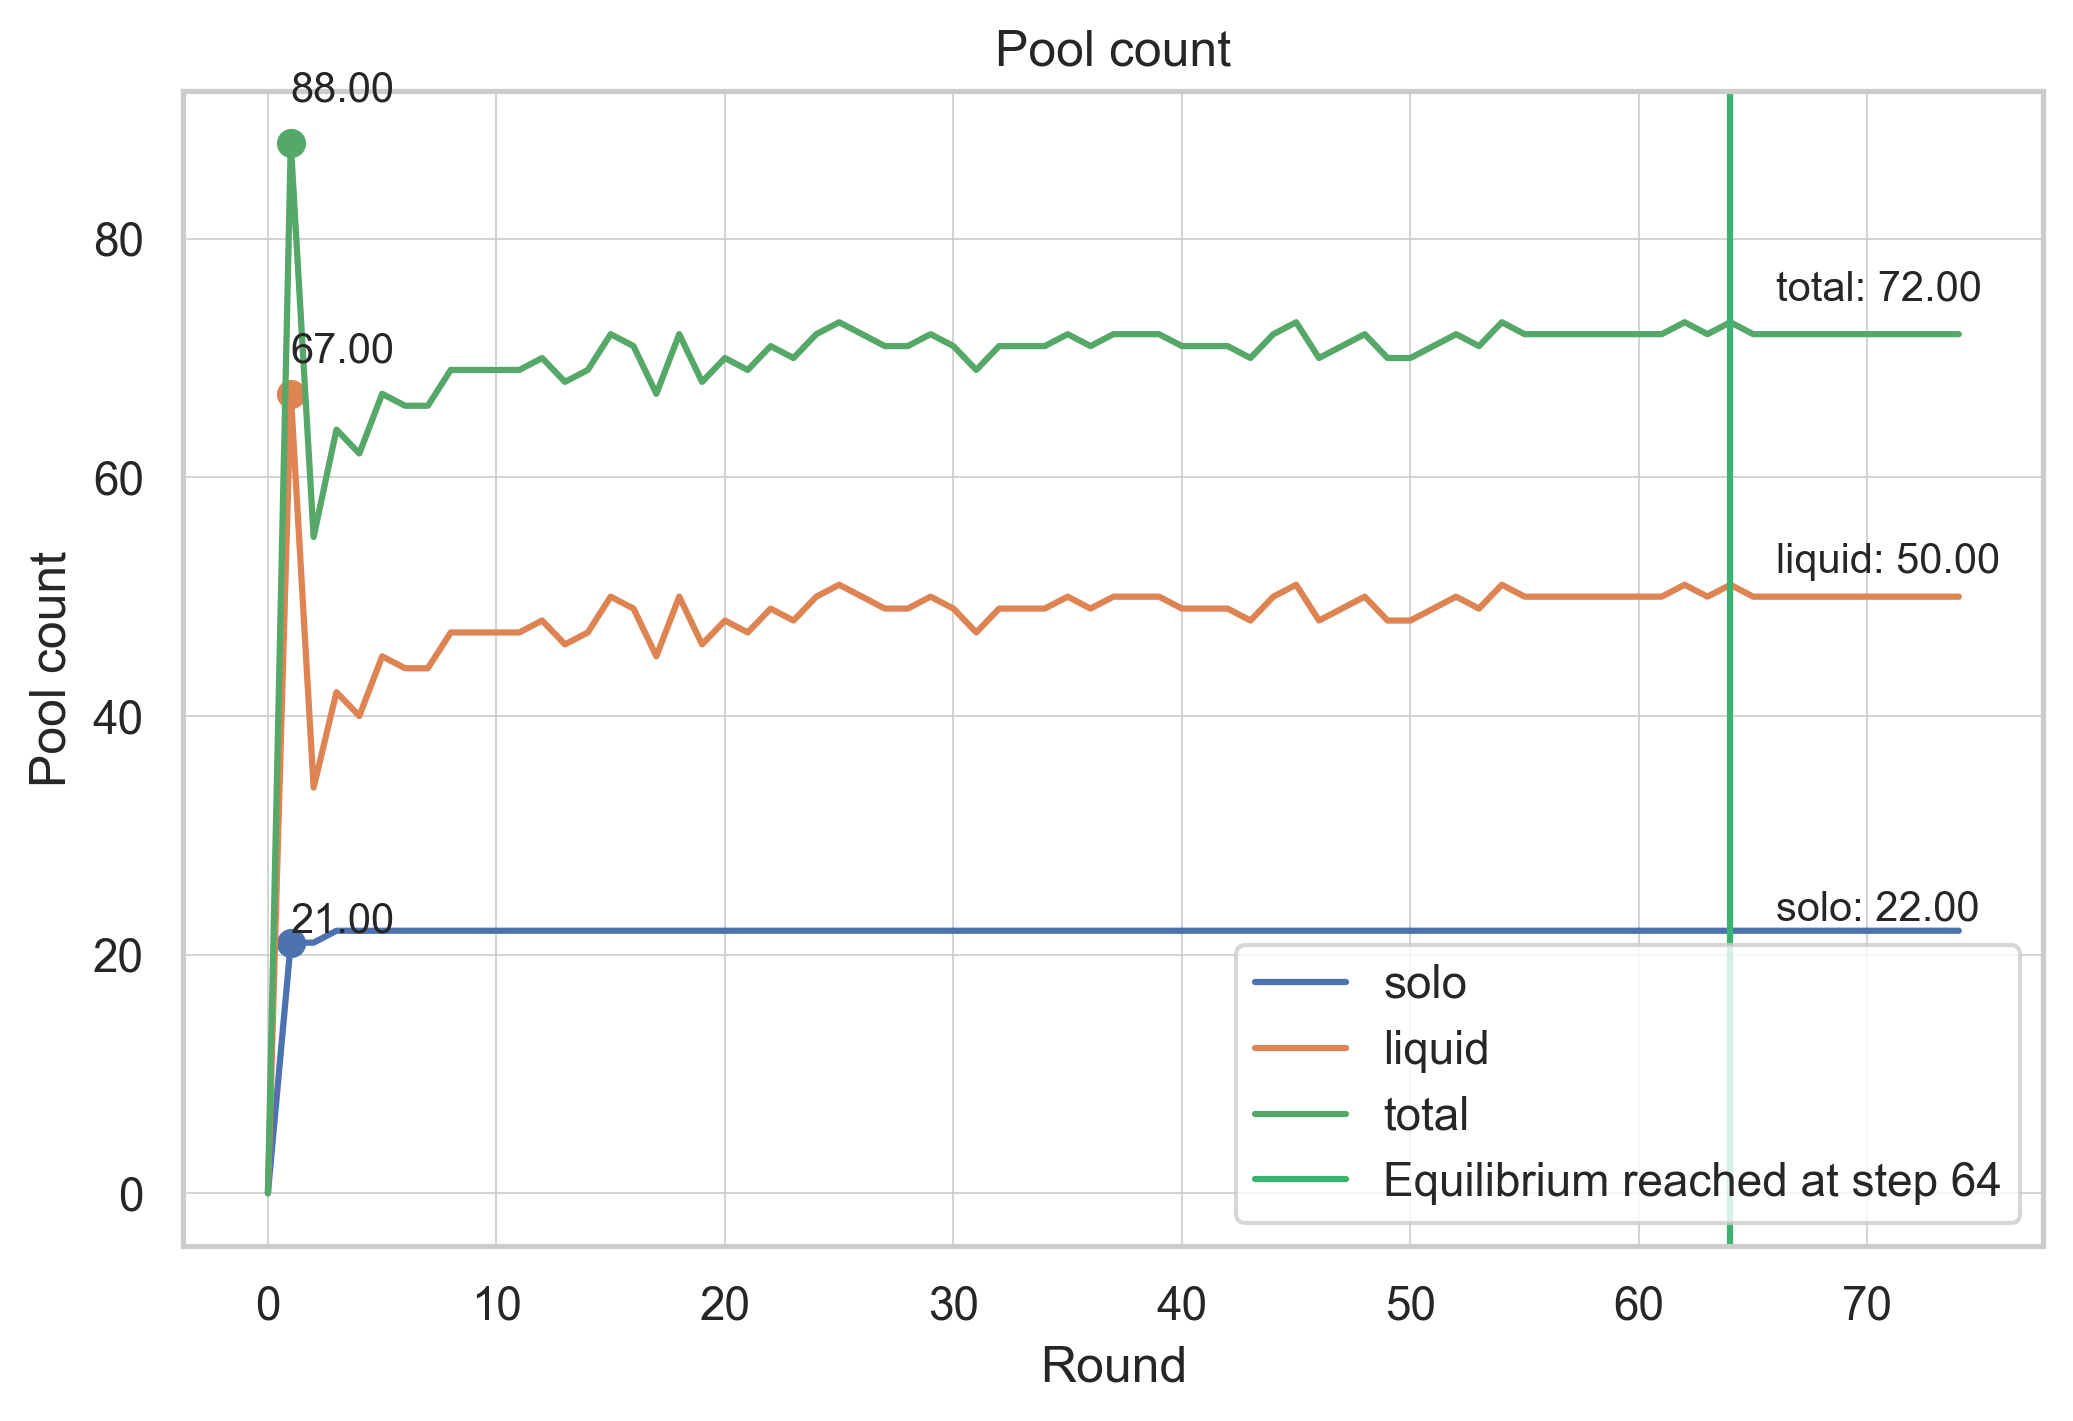 Pool count
88.00
80
total: 72.00
67.00
60
liquid: 50.00
Pool count
40
21.00
solo: 22.00
20
solo
liquid
total
Equilibrium reached at step 64
0
0 10 20 30 40 50 60 70
Round